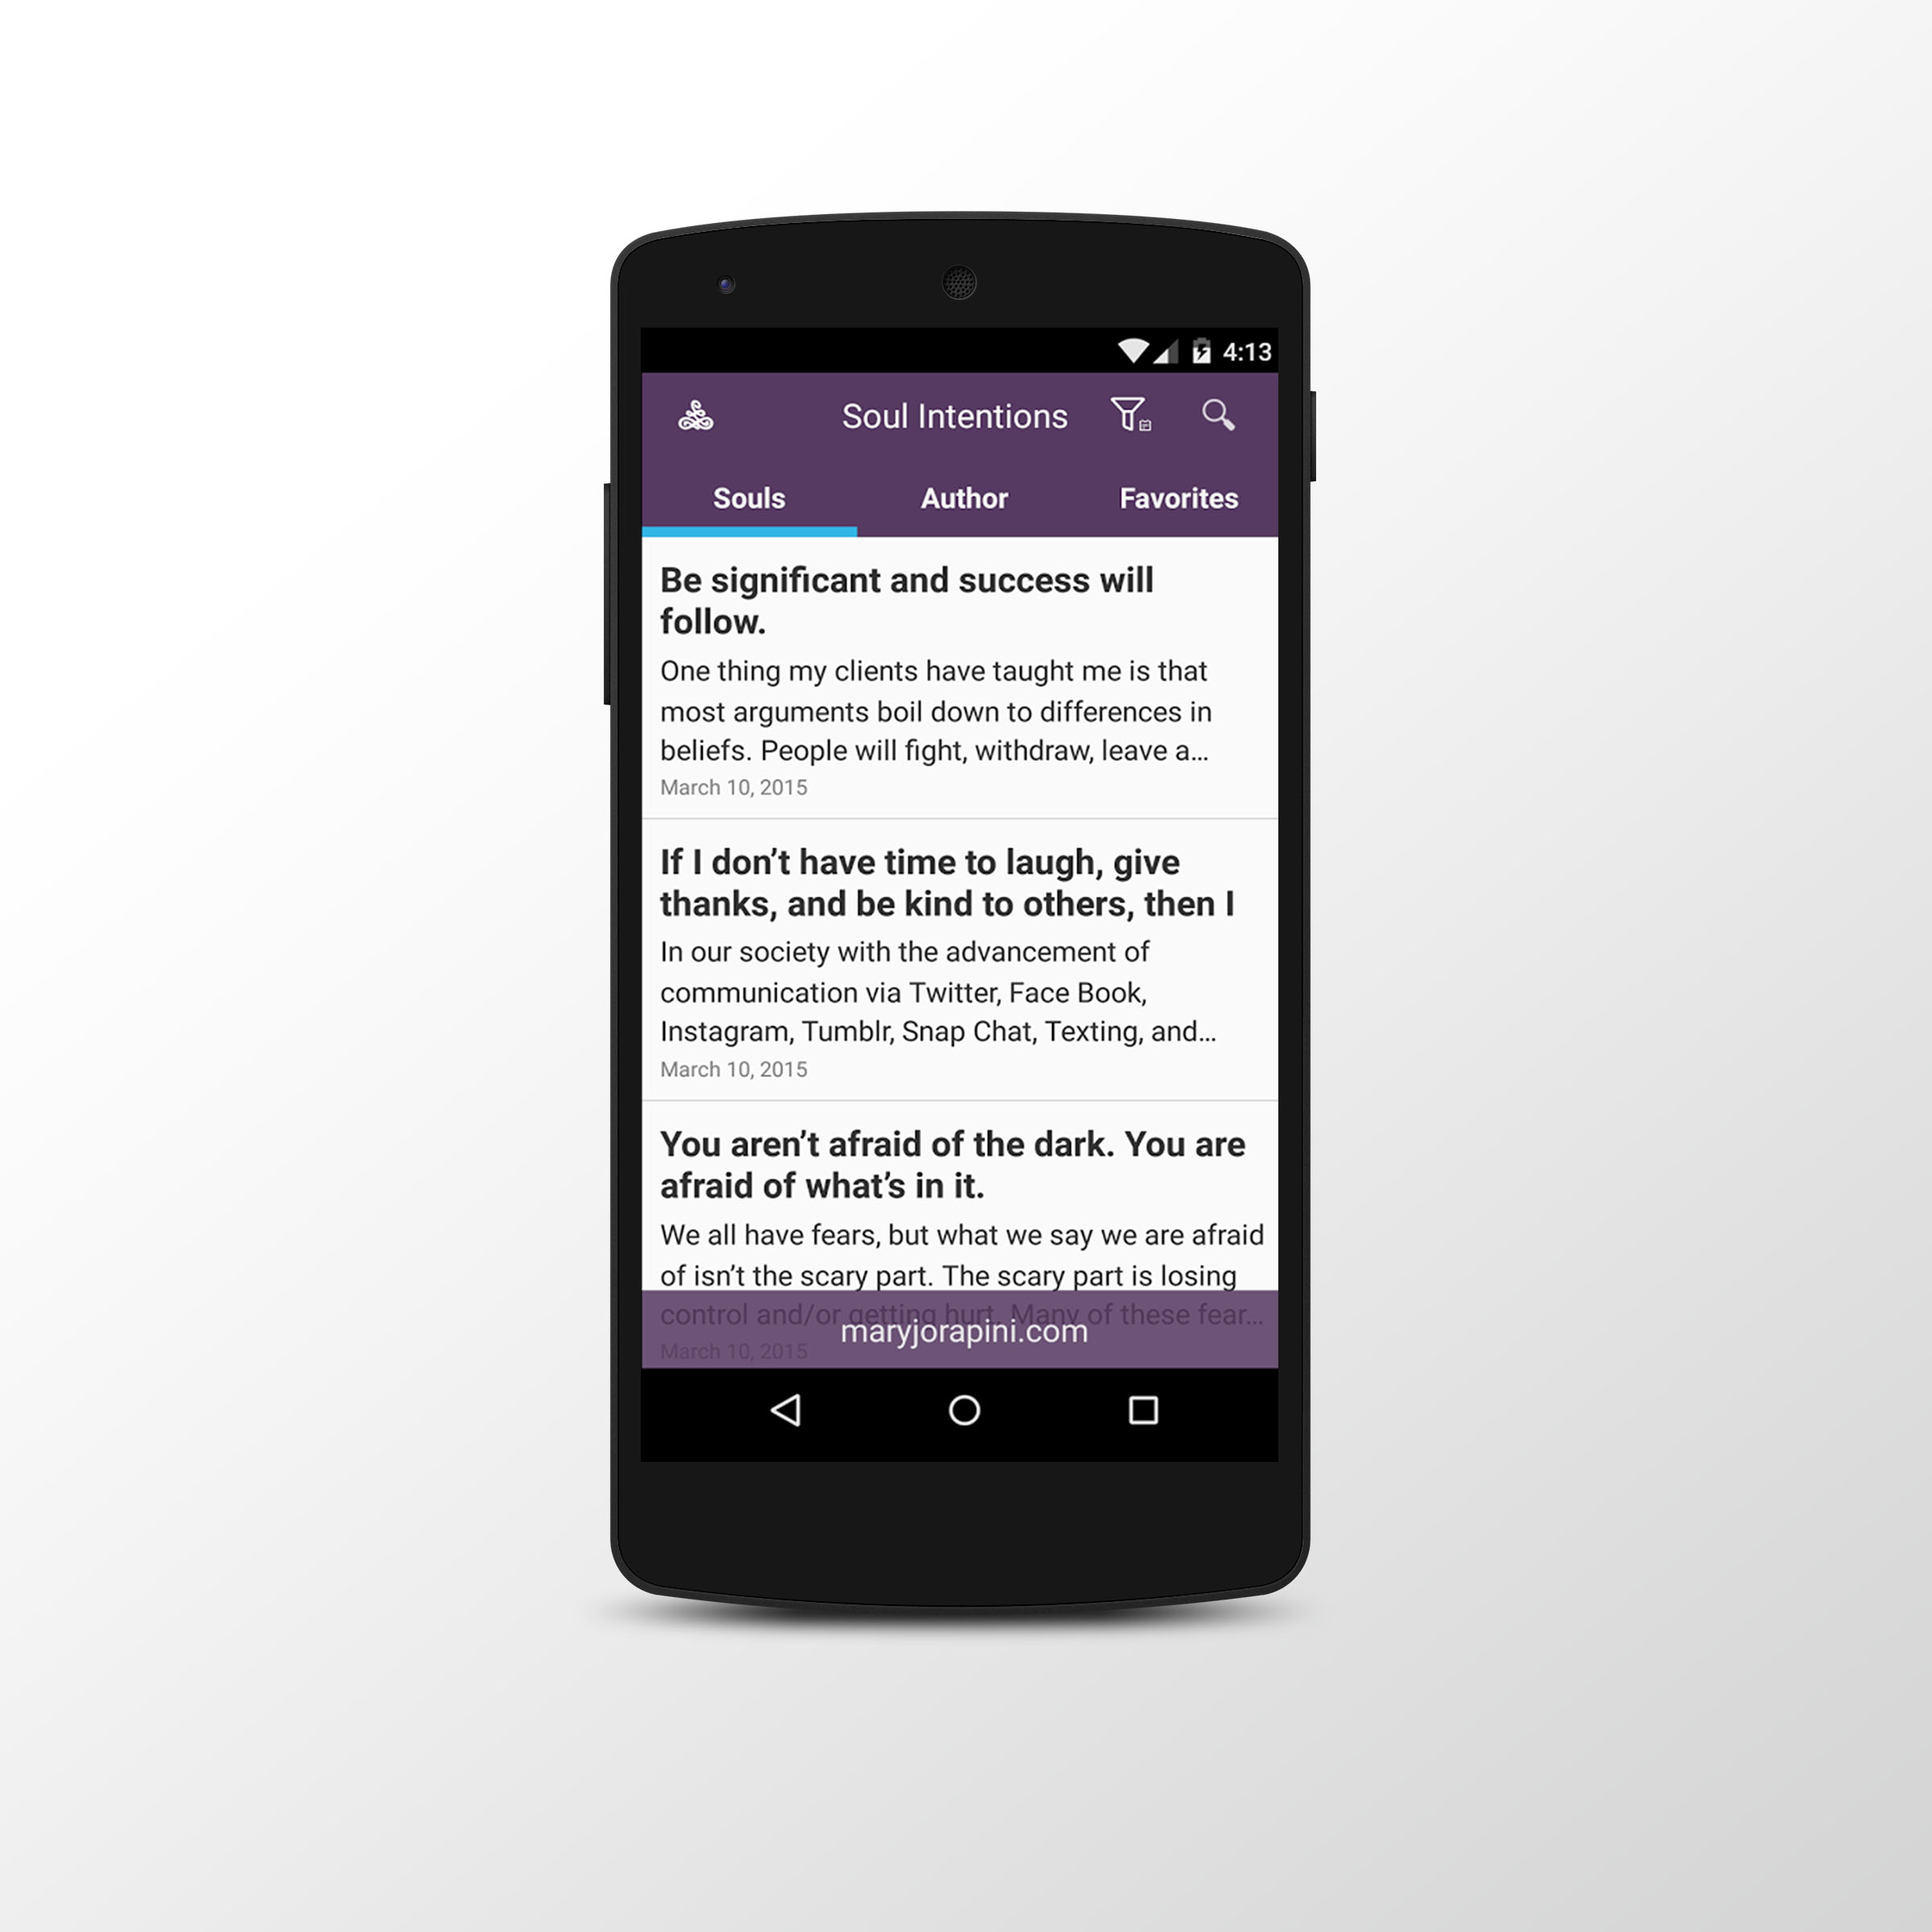 4:13
Soul Intentions
Souls
Author
Favorites
Be significant and success will
follow.
One thing my clients have taught me is that
most arguments boil down to differences in
beliefs. People will fight, withdraw, leave a...
March 10, 2015
If I don’t have time to laugh, give
thanks, and be kind to others, then I
In our society with the advancement of
communication via Twitter, Face Book,
Instagram, Tumblr, Snap Chat, Texting, and...
March 10, 2015
You aren’t afraid of the dark. You are
afraid of what’s in it.
We all have fears, but what we say we are afraid
of isn’t the scary part. The scary part is losing
control and/or getting hurt. Many of these fear...
maryjorapini.com
March 10, 2015